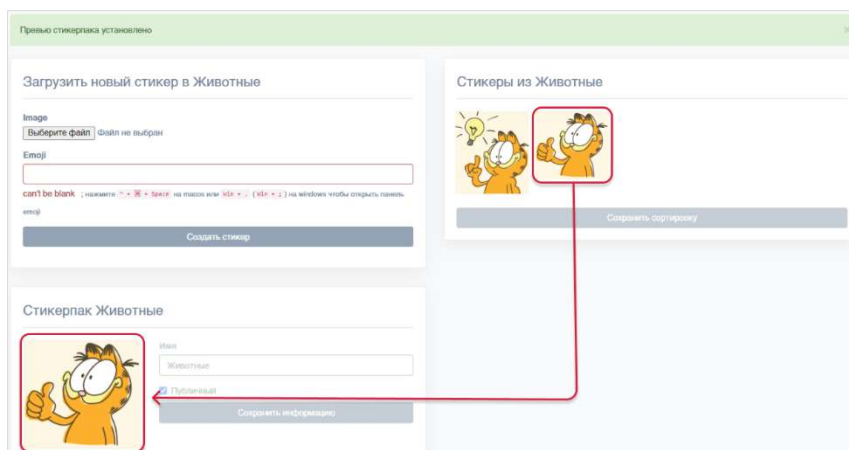 Превью стикерпака установлено
Загрузить новый стикер в Животные
Image
Выберите файл Файл не выбран
Emoji
can't be blank ; нажмите ^ + ⌘ + Space на macos или Win + . ( Win + ; ) на windows чтобы открыть панель
emoji
Создать стикер
Стикеры из Животные
Сохранить сортировку
Стикерпак Животные
Имя
Животные
Публичный
Сохранить информацию